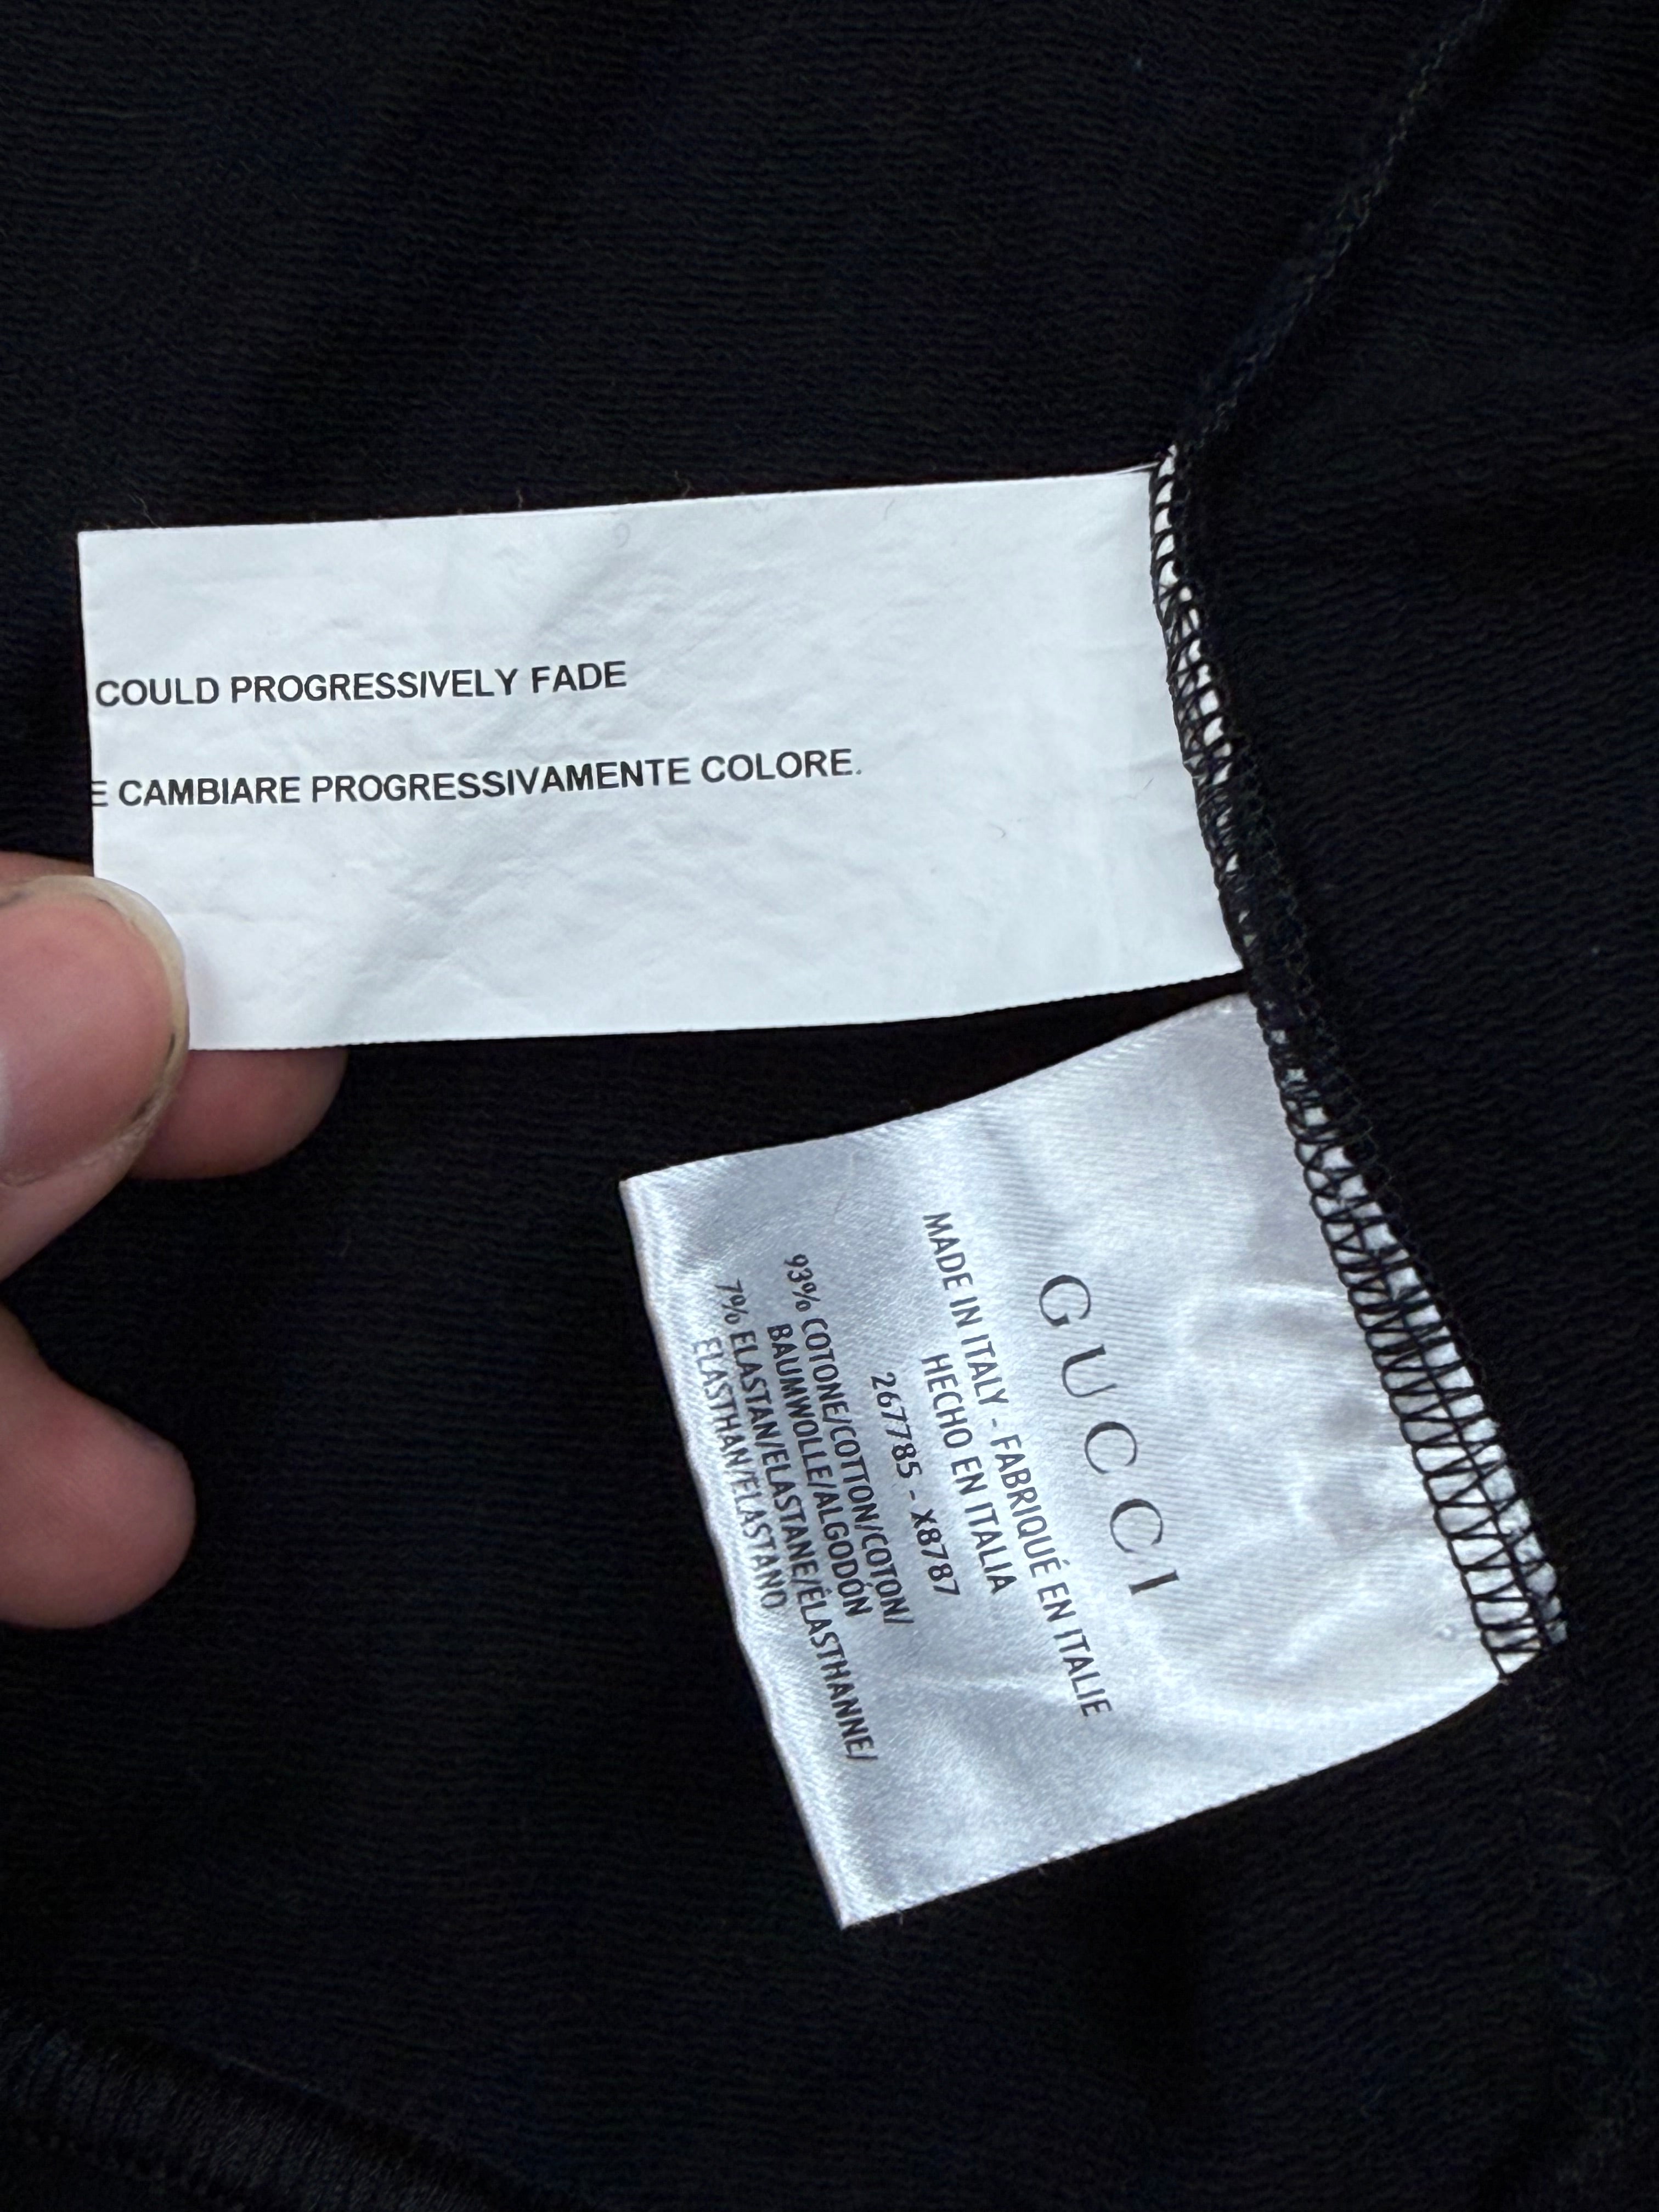 COULD PROGRESSIVELY FADE
E CAMBIARE PROGRESSIVAMENTE COLORE.
GUCCI
MADE IN ITALY - FABRIQUÉ EN ITALIE
HECHO EN ITALIA
267785 - X8787
93% COTONE/COTTON/COTON/
BAUMWOLLE/ALGODÓN
7% ELASTAN/ELASTANE/ÉLASTHANNE/
ELASTHAN/ELASTANO